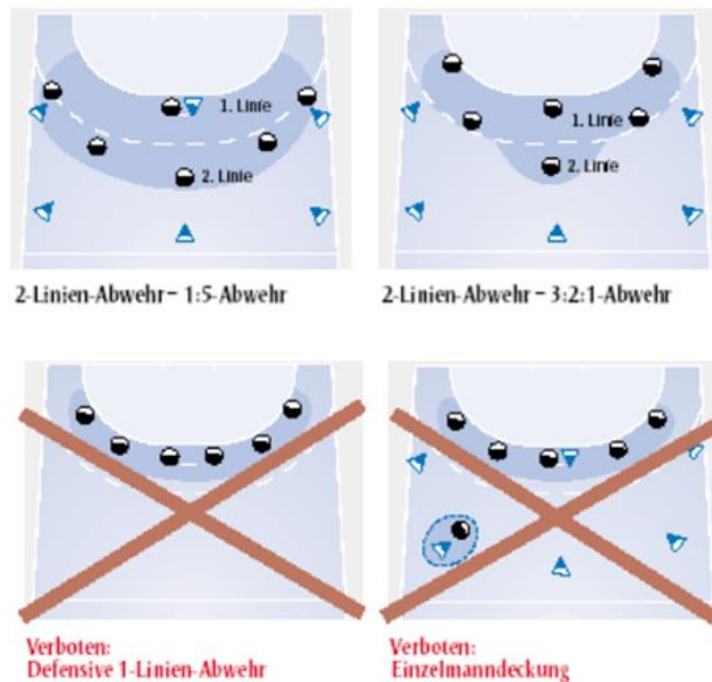 1. Linie
2. Linie
1. Linie
2. Linie
2-Linien-Abwehr – 1:5-Abwehr
2-Linien-Abwehr – 3:2:1-Abwehr
Verboten:
Defensive 1-Linien-Abwehr
Verboten:
Einzelmanndeckung